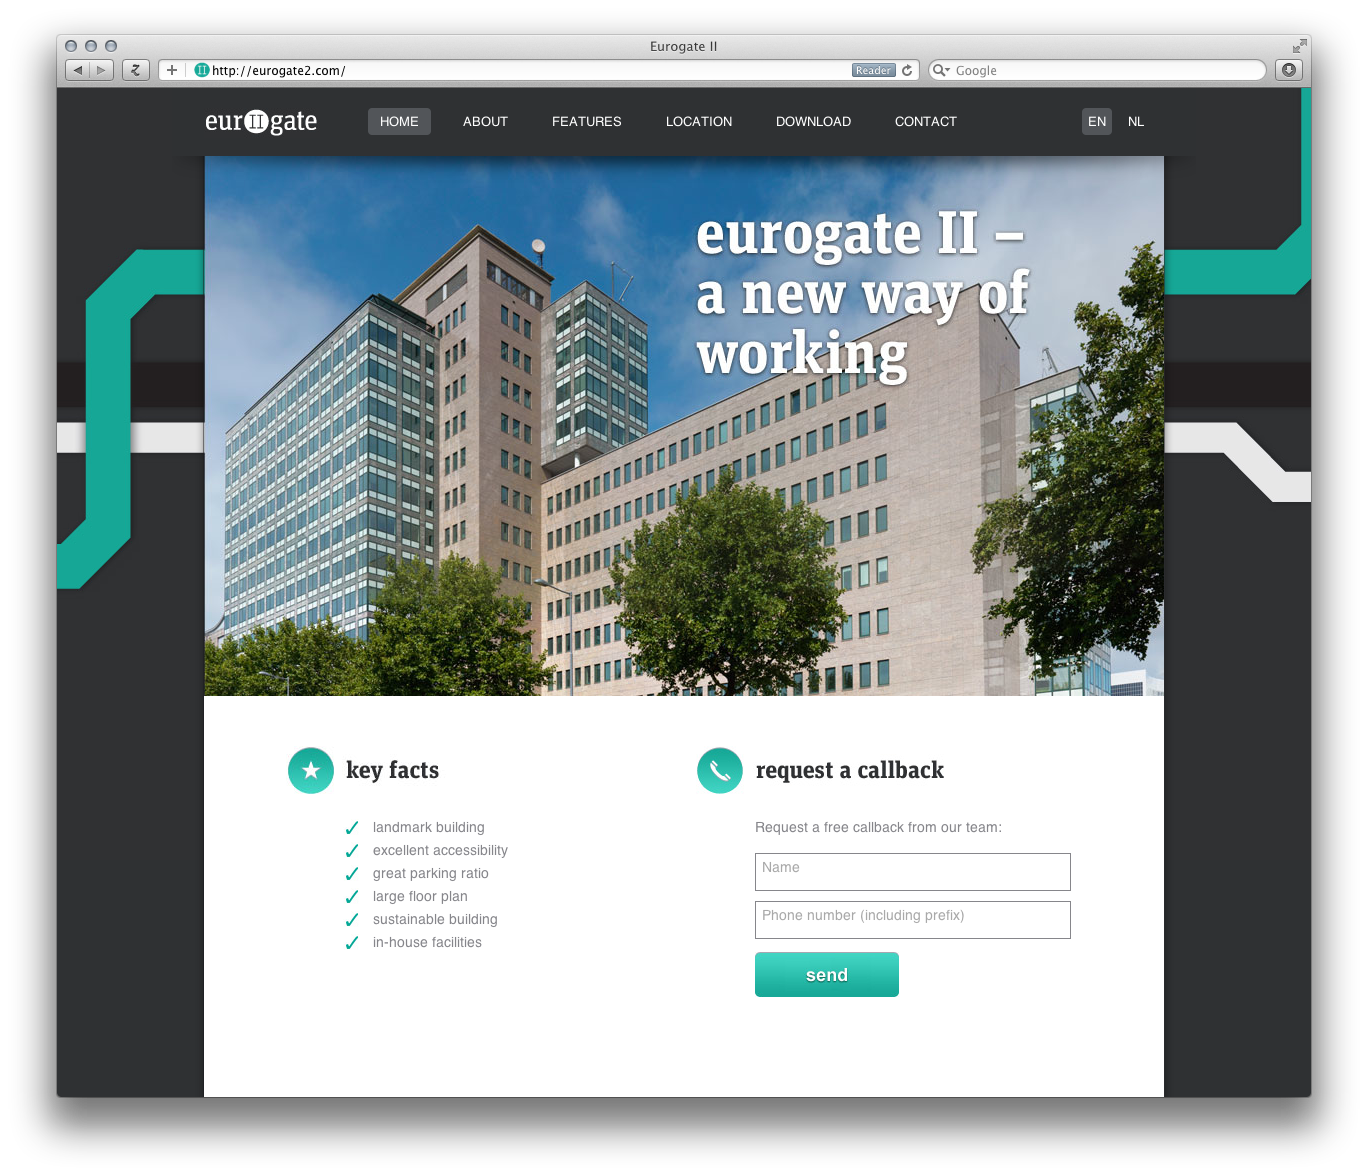 Eurogate II
http://eurogate2.com/
Reader
Google
eurIIgate
HOME
ABOUT
FEATURES
LOCATION
DOWNLOAD
CONTACT
EN
NL
eurogate II –
a new way of
working
key facts
landmark building
excellent accessibility
great parking ratio
large floor plan
sustainable building
in-house facilities
request a callback
Request a free callback from our team:
Name
Phone number (including prefix)
send